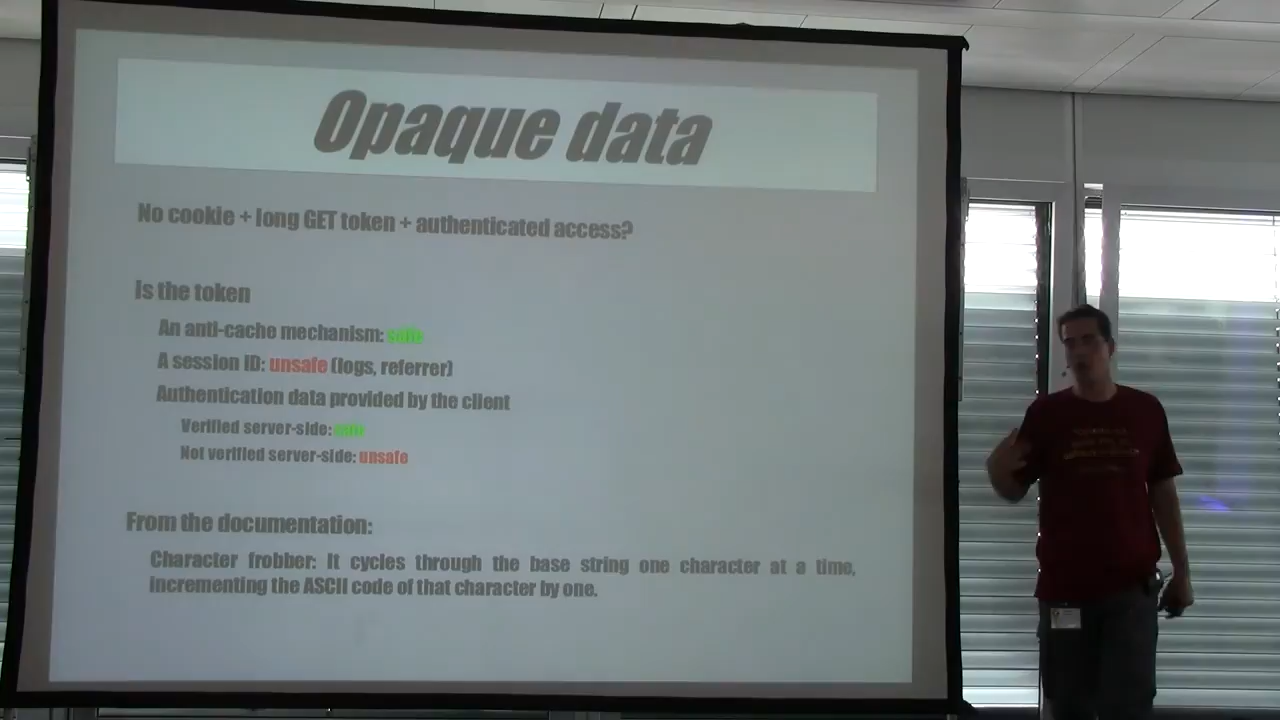 Opaque data
No cookie + long GET token + authenticated access?
Is the token
An anti-cache mechanism: safe
A session ID: unsafe (logs, referrer)
Authentication data provided by the client
Verified server-side: safe
Not verified server-side: unsafe
From the documentation:
Character frobber: It cycles through the base string one character at a time,
incrementing the ASCII code of that character by one.